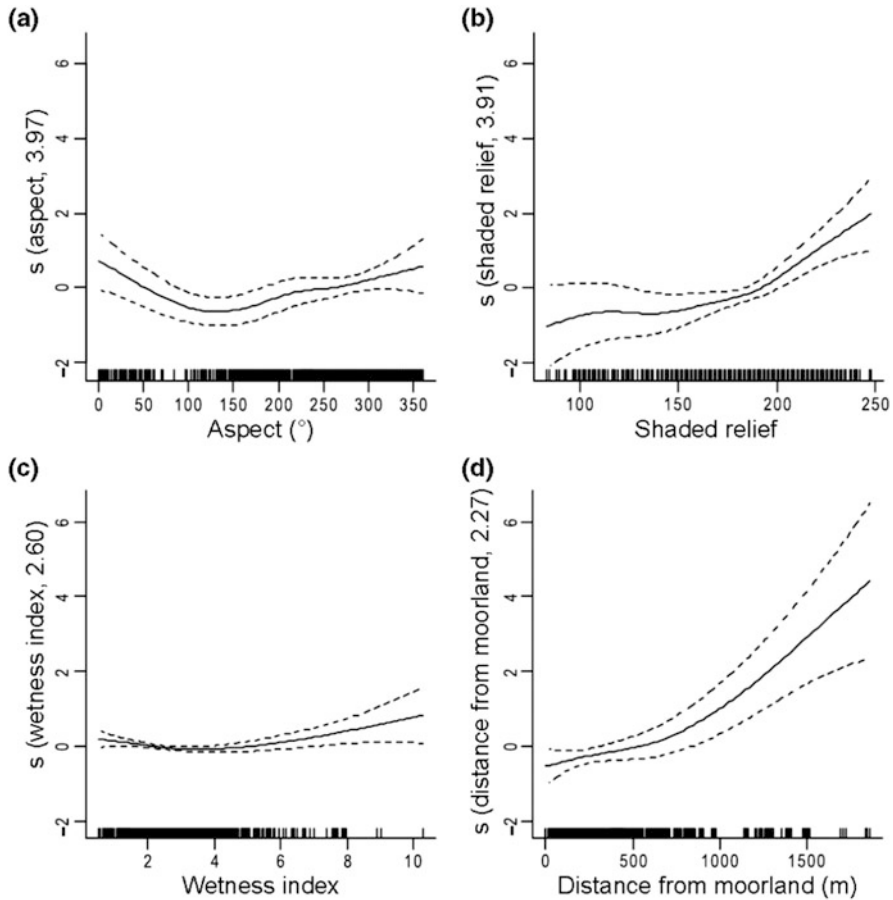 (a)
s (aspect, 3.97)
6
4
2
0
−2
0 50 100 150 200 250 300 350
Aspect (°)
(b)
s (shaded relief, 3.91)
6
4
2
0
−2
100 150 200 250
Shaded relief
(c)
s (wetness index, 2.60)
6
4
2
0
−2
2 4 6 8 10
Wetness index
(d)
s (distance from moorland, 2.27)
6
4
2
0
−2
0 500 1000 1500
Distance from moorland (m)